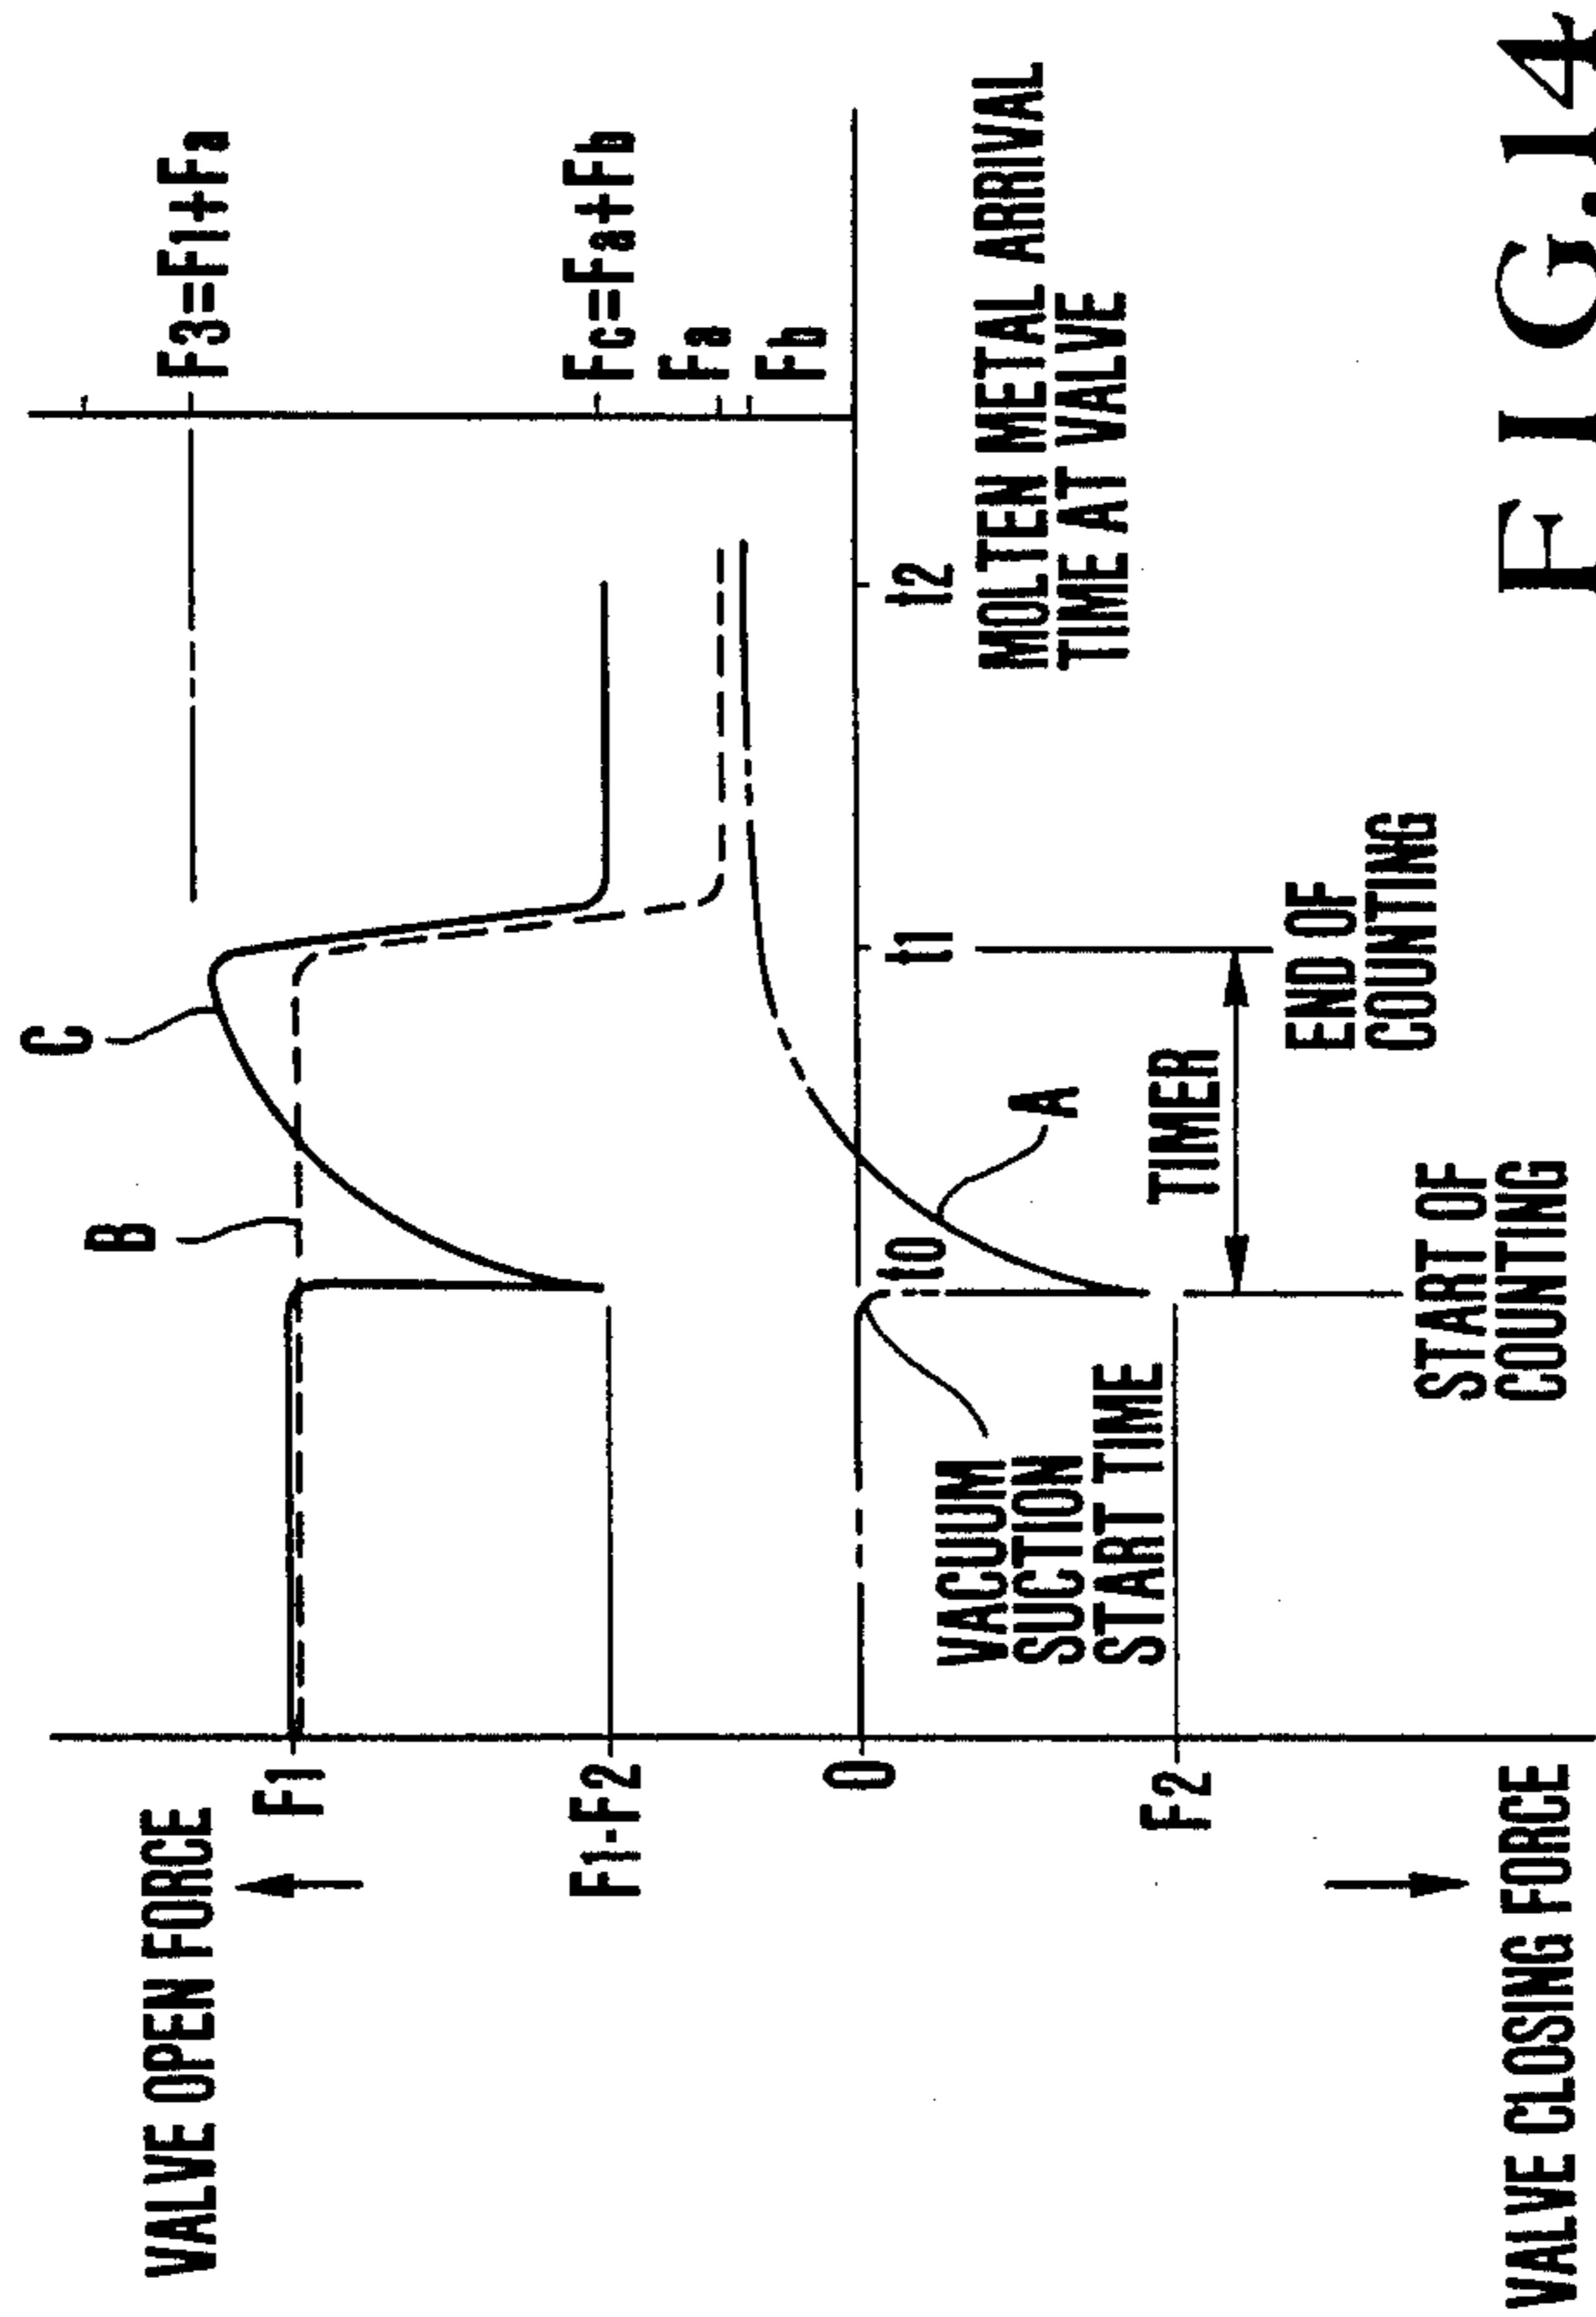 VALVE OPEN FORCE
F1
F1-F2
0
F2
VALVE CLOSING FORCE
B
C
F3=F1+Fa
Fc=Fa+Fb
Fa
Fb
t0
t1
t2
VACUUM
SUCTION
START TIME
A
MOLTEN METAL ARRIVAL
TIME AT VALVE
TIMER
START OF
COUNTING
END OF
COUNTING
FIG.14